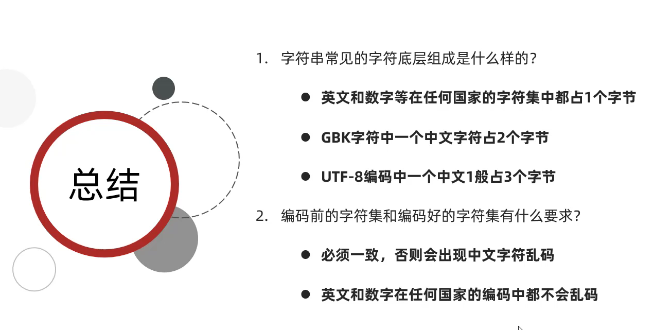 总结
1. 字符串常见的字符底层组成是什么样的？
● 英文和数字等在任何国家的字符集中都占1个字节
● GBK字符中一个中文字符占2个字节
● UTF-8编码中一个中文1般占3个字节
2. 编码前的字符集和编码好的字符集有什么要求？
● 必须一致，否则会出现中文字符乱码
● 英文和数字在任何国家的编码中都不会乱码